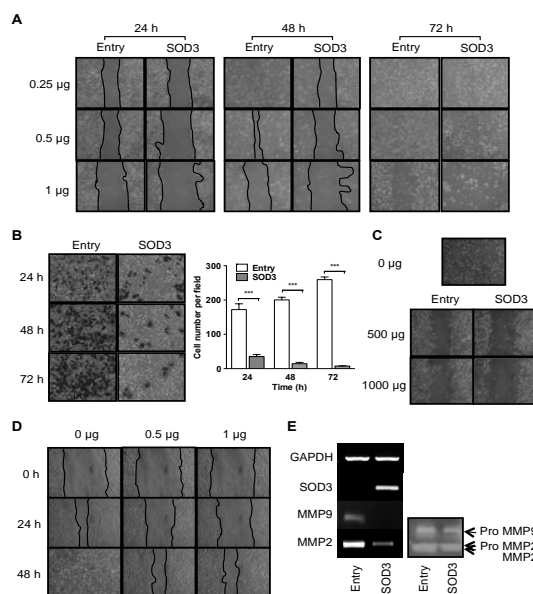 A
24 h 48 h 72 h
Entry SOD3 Entry SOD3 Entry SOD3
0.25 µg
0.5 µg
1 µg
B
Entry SOD3
24 h
48 h
72 h
Cell number per field
300
200
100
0
Entry
SOD3
*** *** ***
24 48 72
Time (h)
C
0 µg
Entry SOD3
500 µg
1000 µg
D
0 µg 0.5 µg 1 µg
0 h
24 h
48 h
E
GAPDH
SOD3
MMP9
MMP2
Entry SOD3
Pro MMP9
Pro MMP2
MMP2
Entry SOD3